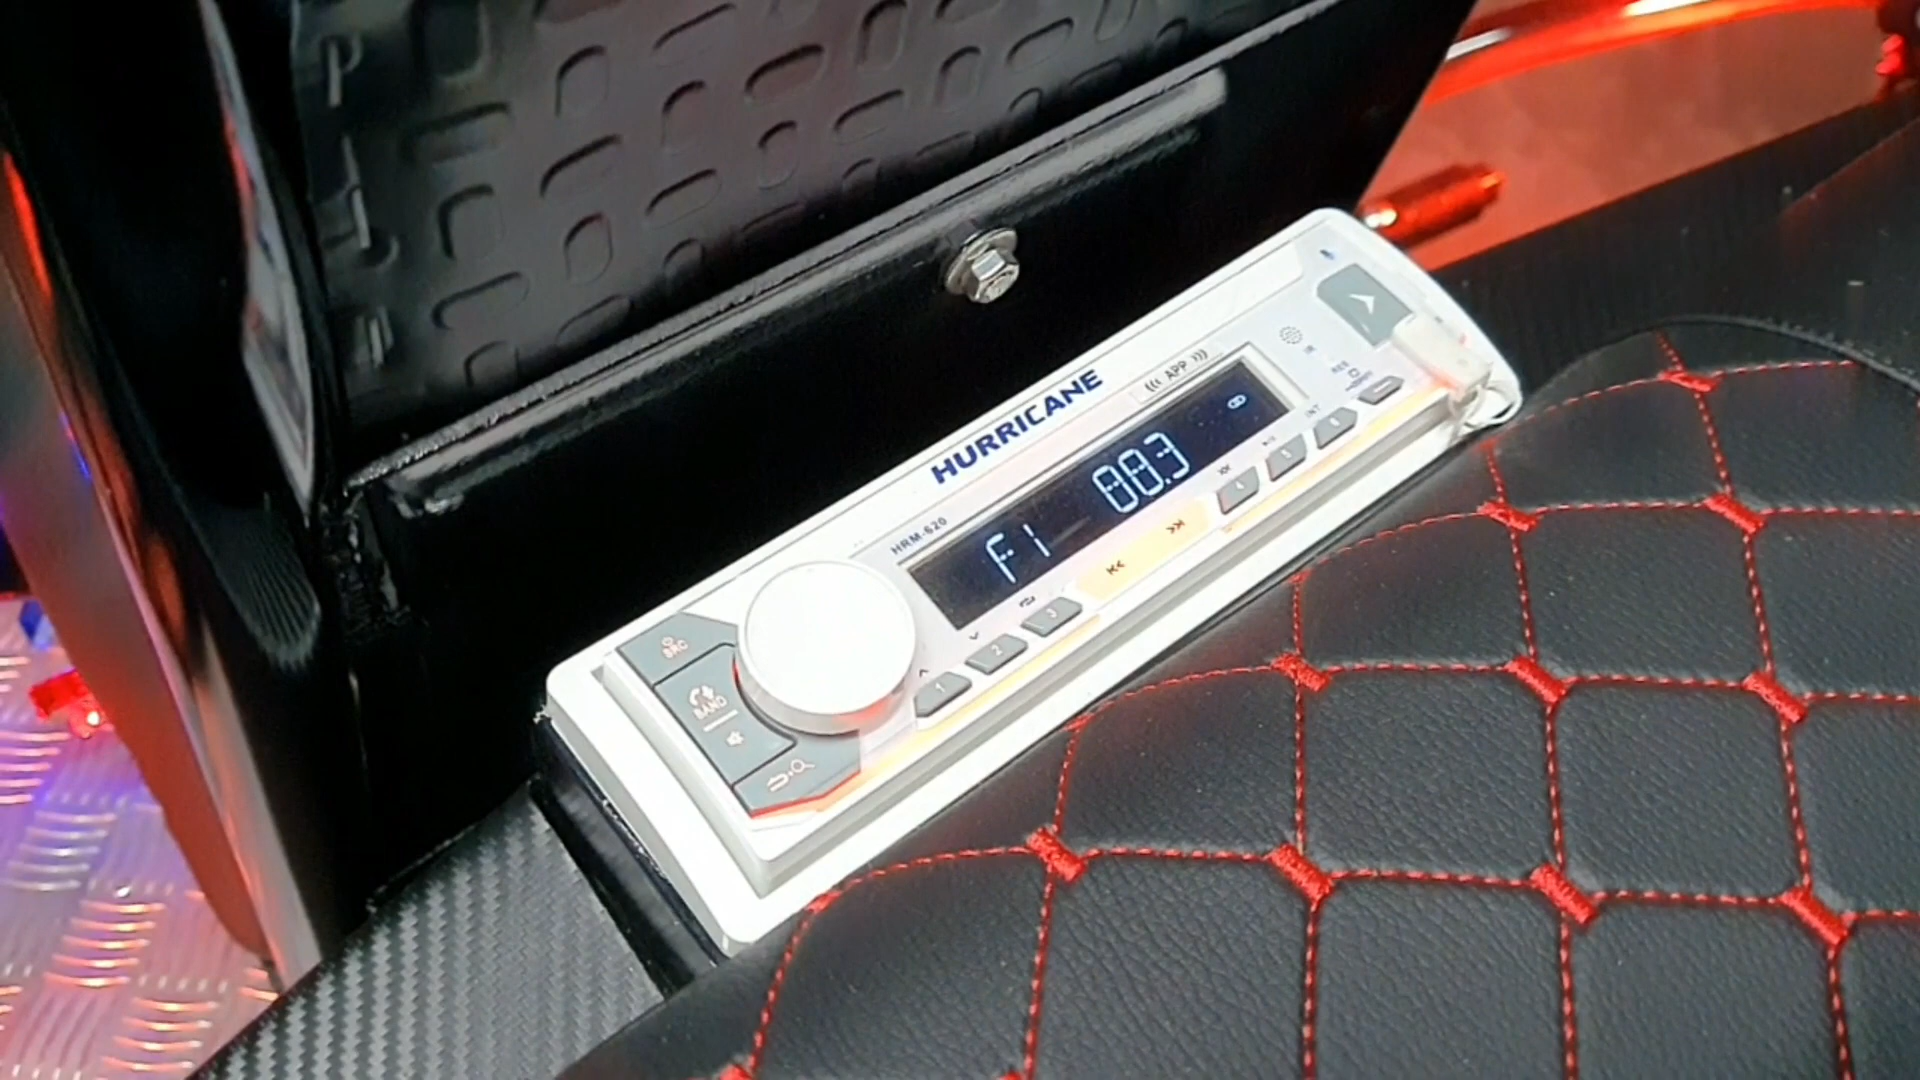 HURRICANE
((( APP )))
HRM-620
F1 88.3
SRC
BAND
1
2
3
4
5
6
INT